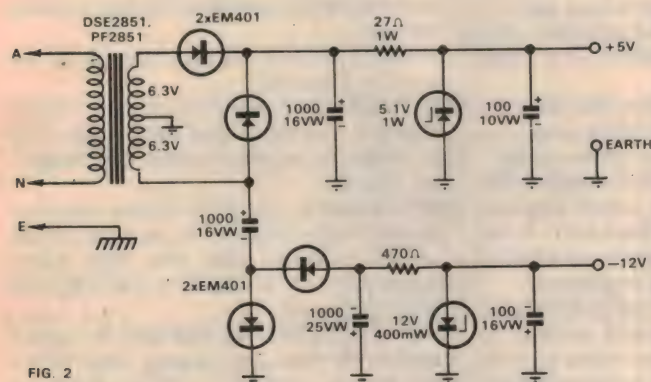 DSE2851.
PF2851
2xEM401
A
N
E
6.3V
6.3V
1000
16VW
+
−
27Ω
1W
5.1V
1W
100
10VW
+
−
+5V
EARTH
1000
16VW
+
−
2xEM401
1000
25VW
−
+
470Ω
12V
400mW
100
16VW
−
+
−12V
FIG. 2